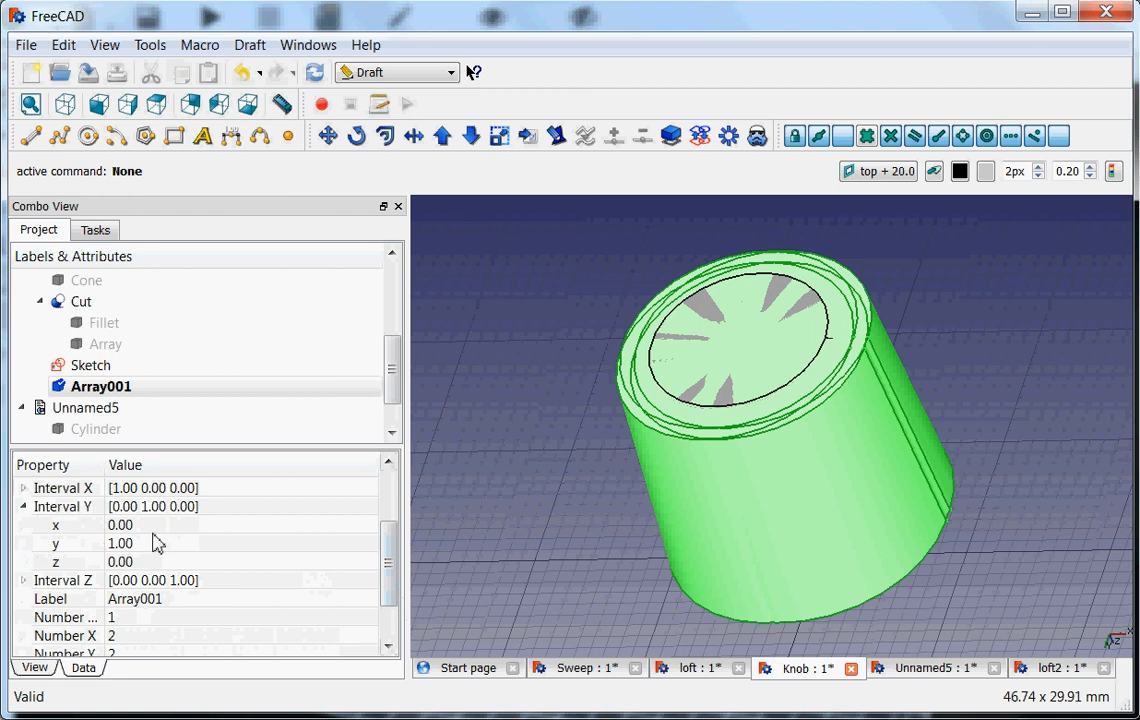 FreeCAD
File Edit View Tools Macro Draft Windows Help
Draft
active command: None
top + 20.0
2px
0.20
Combo View
Project Tasks
Labels & Attributes
Cone
Cut
Fillet
Array
Sketch
Array001
Unnamed5
Cylinder
Property Value
Interval X [1.00 0.00 0.00]
Interval Y [0.00 1.00 0.00]
x 0.00
y 1.00
z 0.00
Interval Z [0.00 0.00 1.00]
Label Array001
Number ... 1
Number X 2
Number Y 2
View Data
Start page Sweep : 1* loft : 1* Knob : 1* Unnamed5 : 1* loft2 : 1*
Valid
46.74 x 29.91 mm